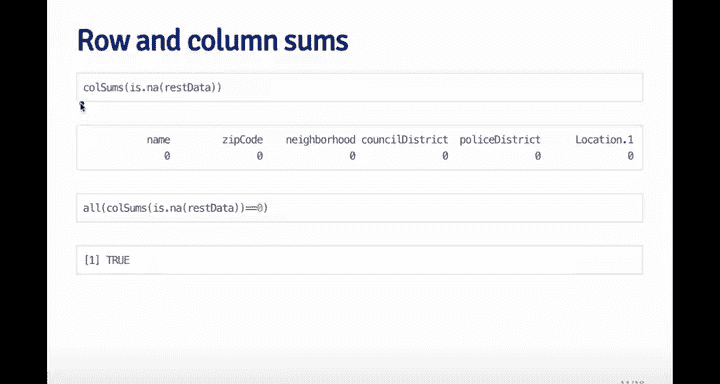 Row and column sums
colSums(is.na(restData))
name zipCode neighborhood councilDistrict policeDistrict Location.1
0 0 0 0 0 0
all(colSums(is.na(restData))==0)
[1] TRUE